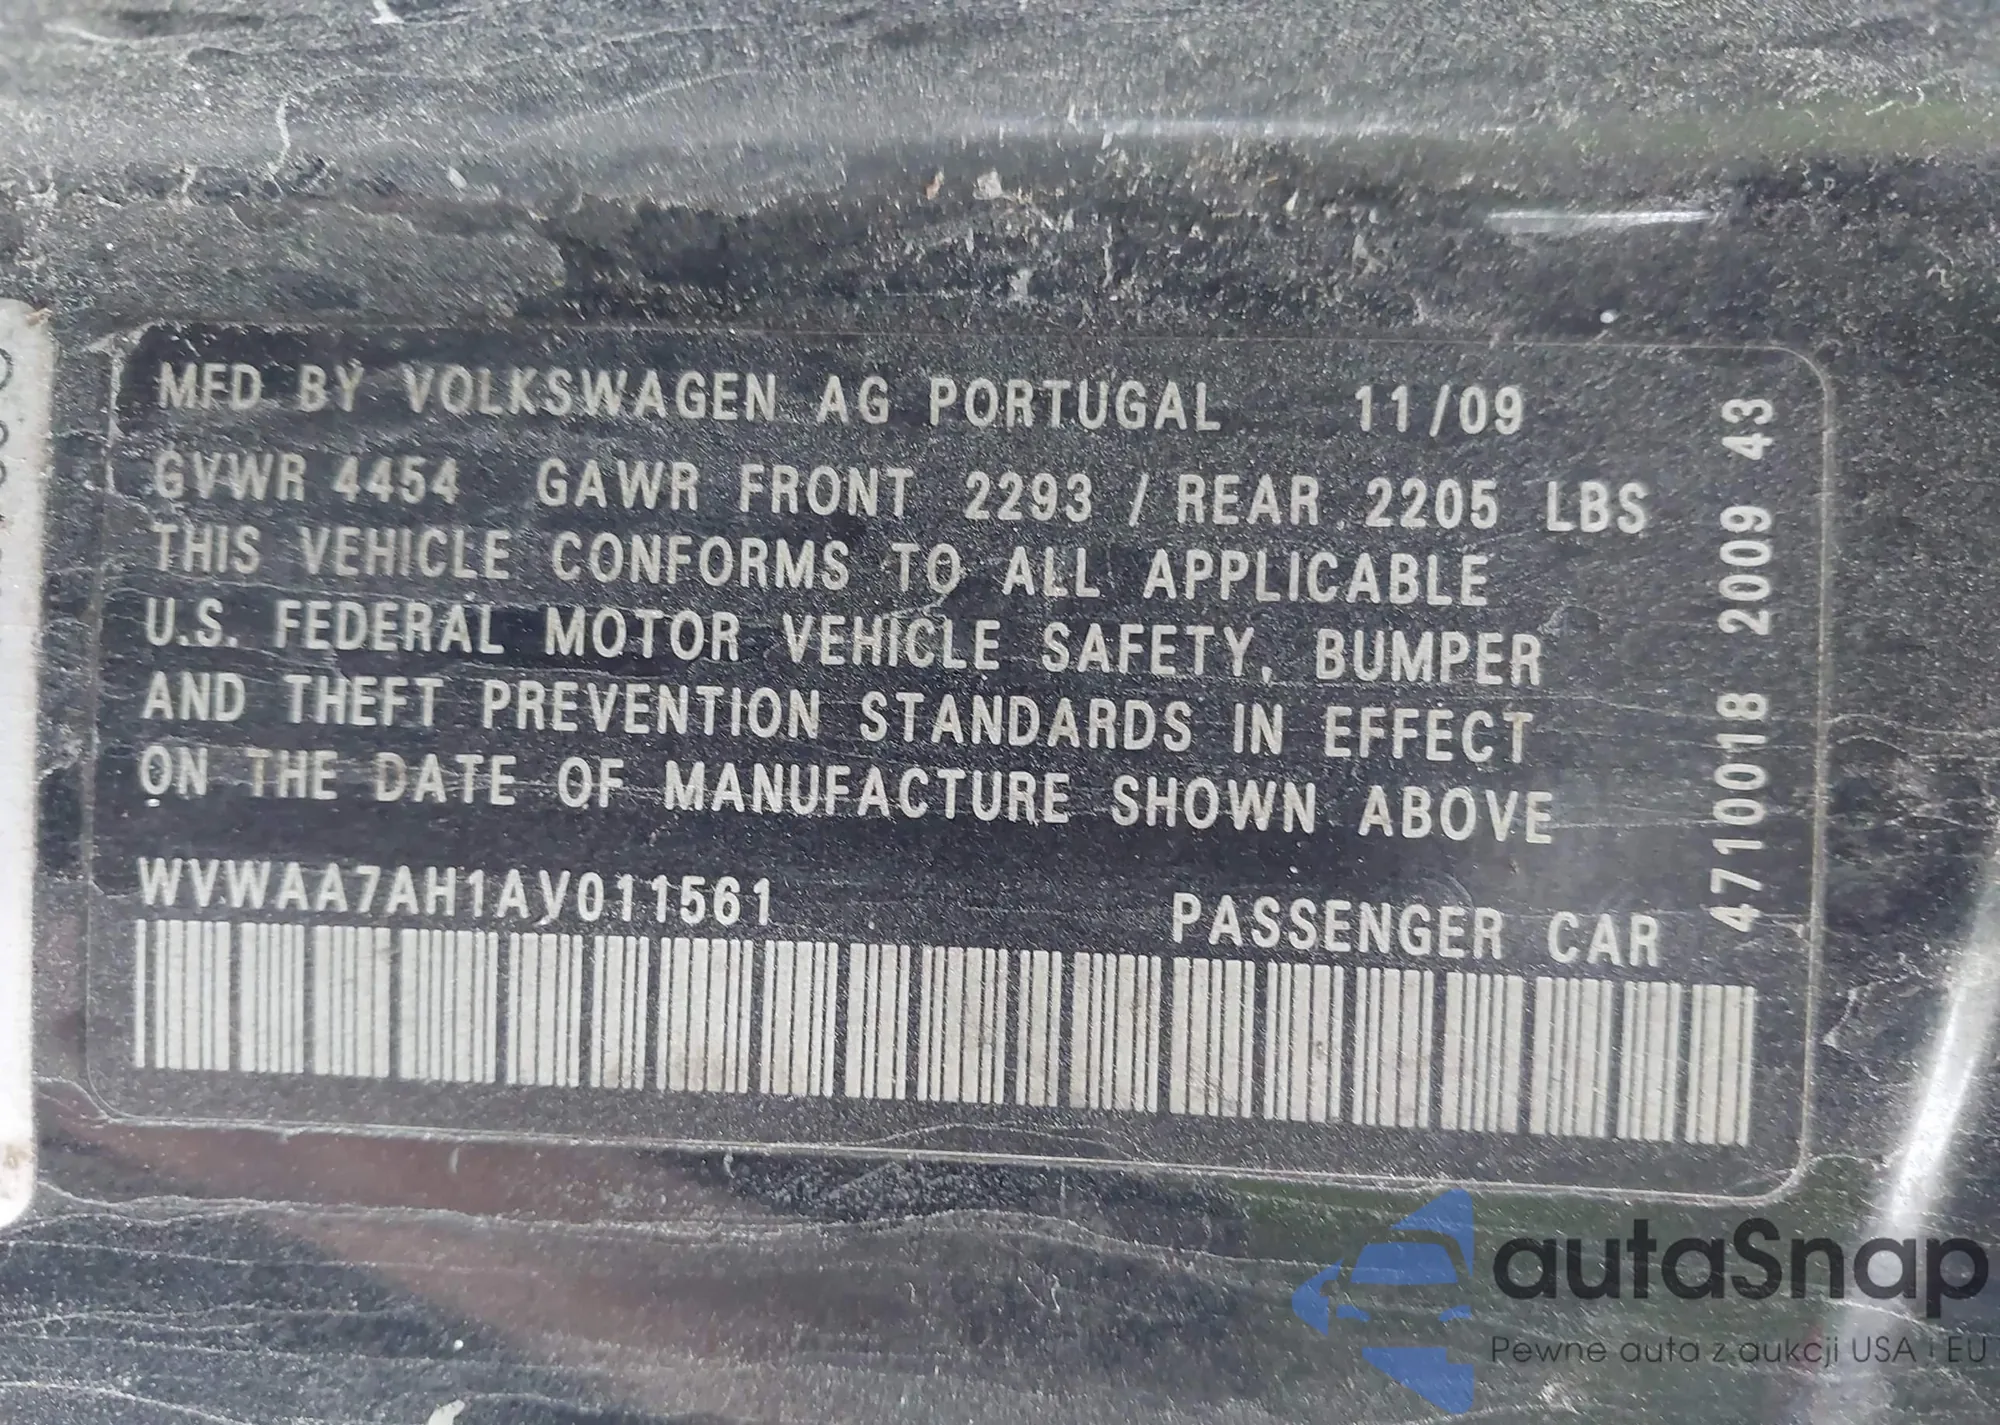 MFD BY VOLKSWAGEN AG PORTUGAL 11/09
GVWR 4454 GAWR FRONT 2293 / REAR 2205 LBS
THIS VEHICLE CONFORMS TO ALL APPLICABLE
U.S. FEDERAL MOTOR VEHICLE SAFETY, BUMPER
AND THEFT PREVENTION STANDARDS IN EFFECT
ON THE DATE OF MANUFACTURE SHOWN ABOVE
WVWAA7AH1AV011561 PASSENGER CAR
4710018 2009 43
autaSnap
Pewne auta z aukcji USA i EU